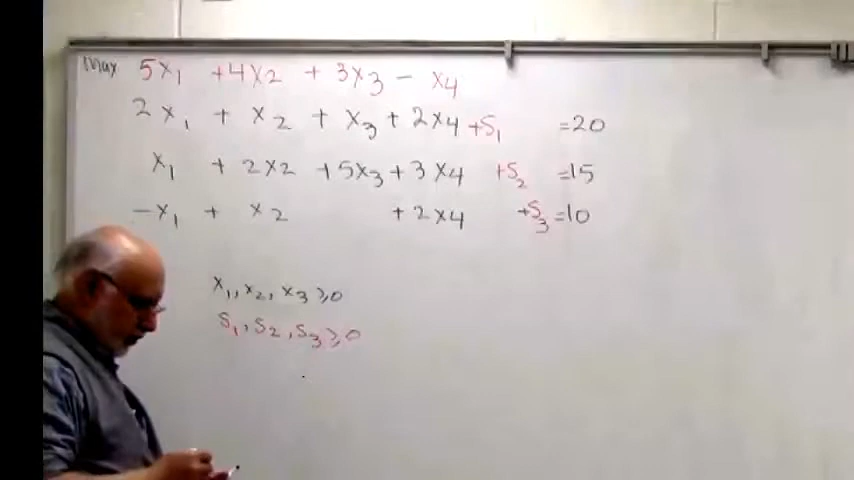 Max 5x₁ + 4x₂ + 3x₃ - x₄
2x₁ + x₂ + x₃ + 2x₄ + S₁ = 20
x₁ + 2x₂ + 5x₃ + 3x₄ + S₂ = 15
-x₁ + x₂ + 2x₄ + S₃ = 10
x₁, x₂, x₃ ≥ 0
S₁, S₂, S₃ ≥ 0